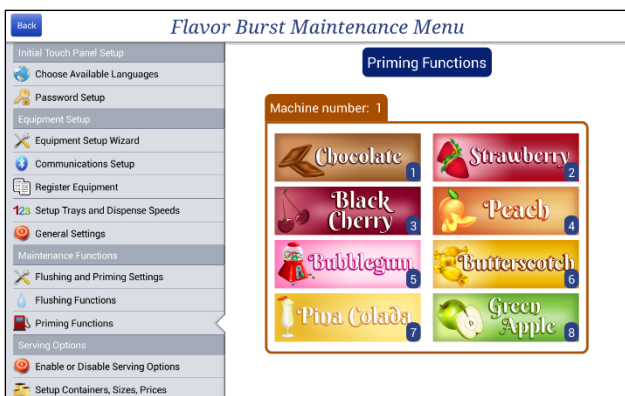 Back
Flavor Burst Maintenance Menu
Initial Touch Panel Setup
Choose Available Languages
Password Setup
Equipment Setup
Equipment Setup Wizard
Communications Setup
Register Equipment
123 Setup Trays and Dispense Speeds
General Settings
Maintenance Functions
Flushing and Priming Settings
Flushing Functions
Priming Functions
Serving Options
Enable or Disable Serving Options
Setup Containers, Sizes, Prices
Priming Functions
Machine number: 1
Chocolate 1
Strawberry 2
Black
Cherry 3
Peach 4
Bubblegum 5
Butterscotch 6
Pina Colada 7
Green
Apple 8